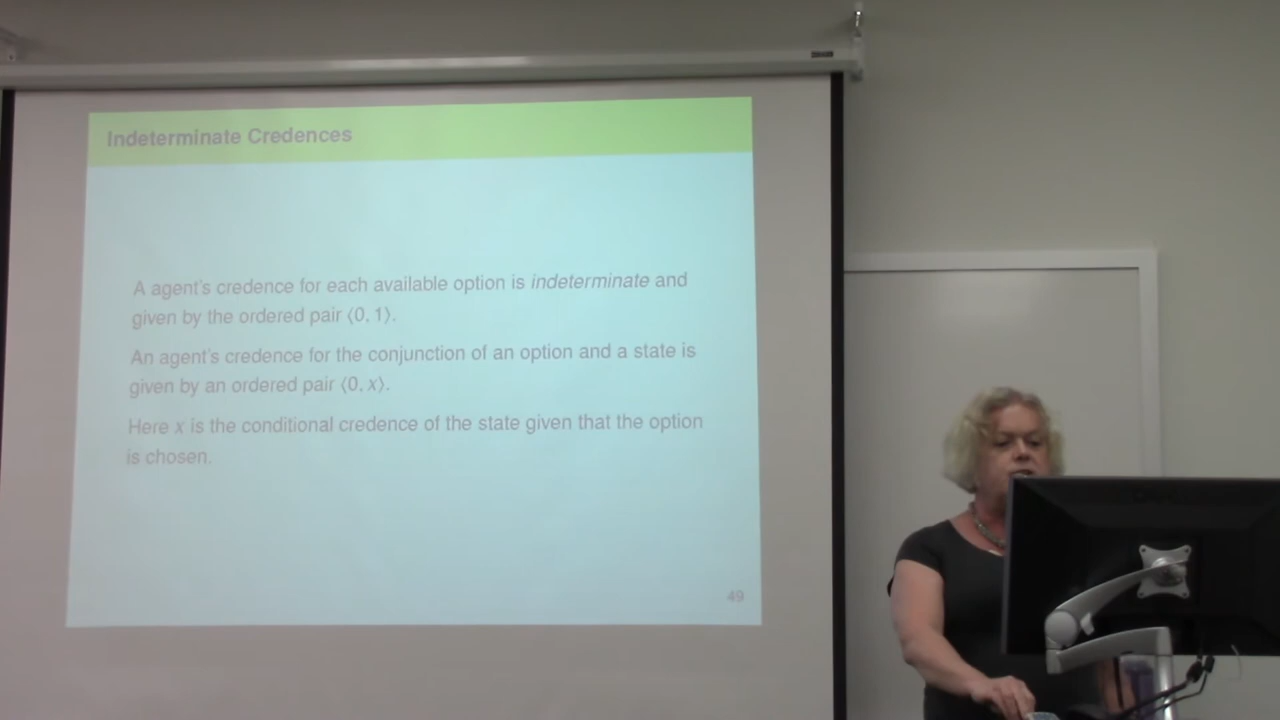 Indeterminate Credences
A agent's credence for each available option is indeterminate and
given by the ordered pair ⟨0, 1⟩.
An agent's credence for the conjunction of an option and a state is
given by an ordered pair ⟨0, x⟩.
Here x is the conditional credence of the state given that the option
is chosen.
49